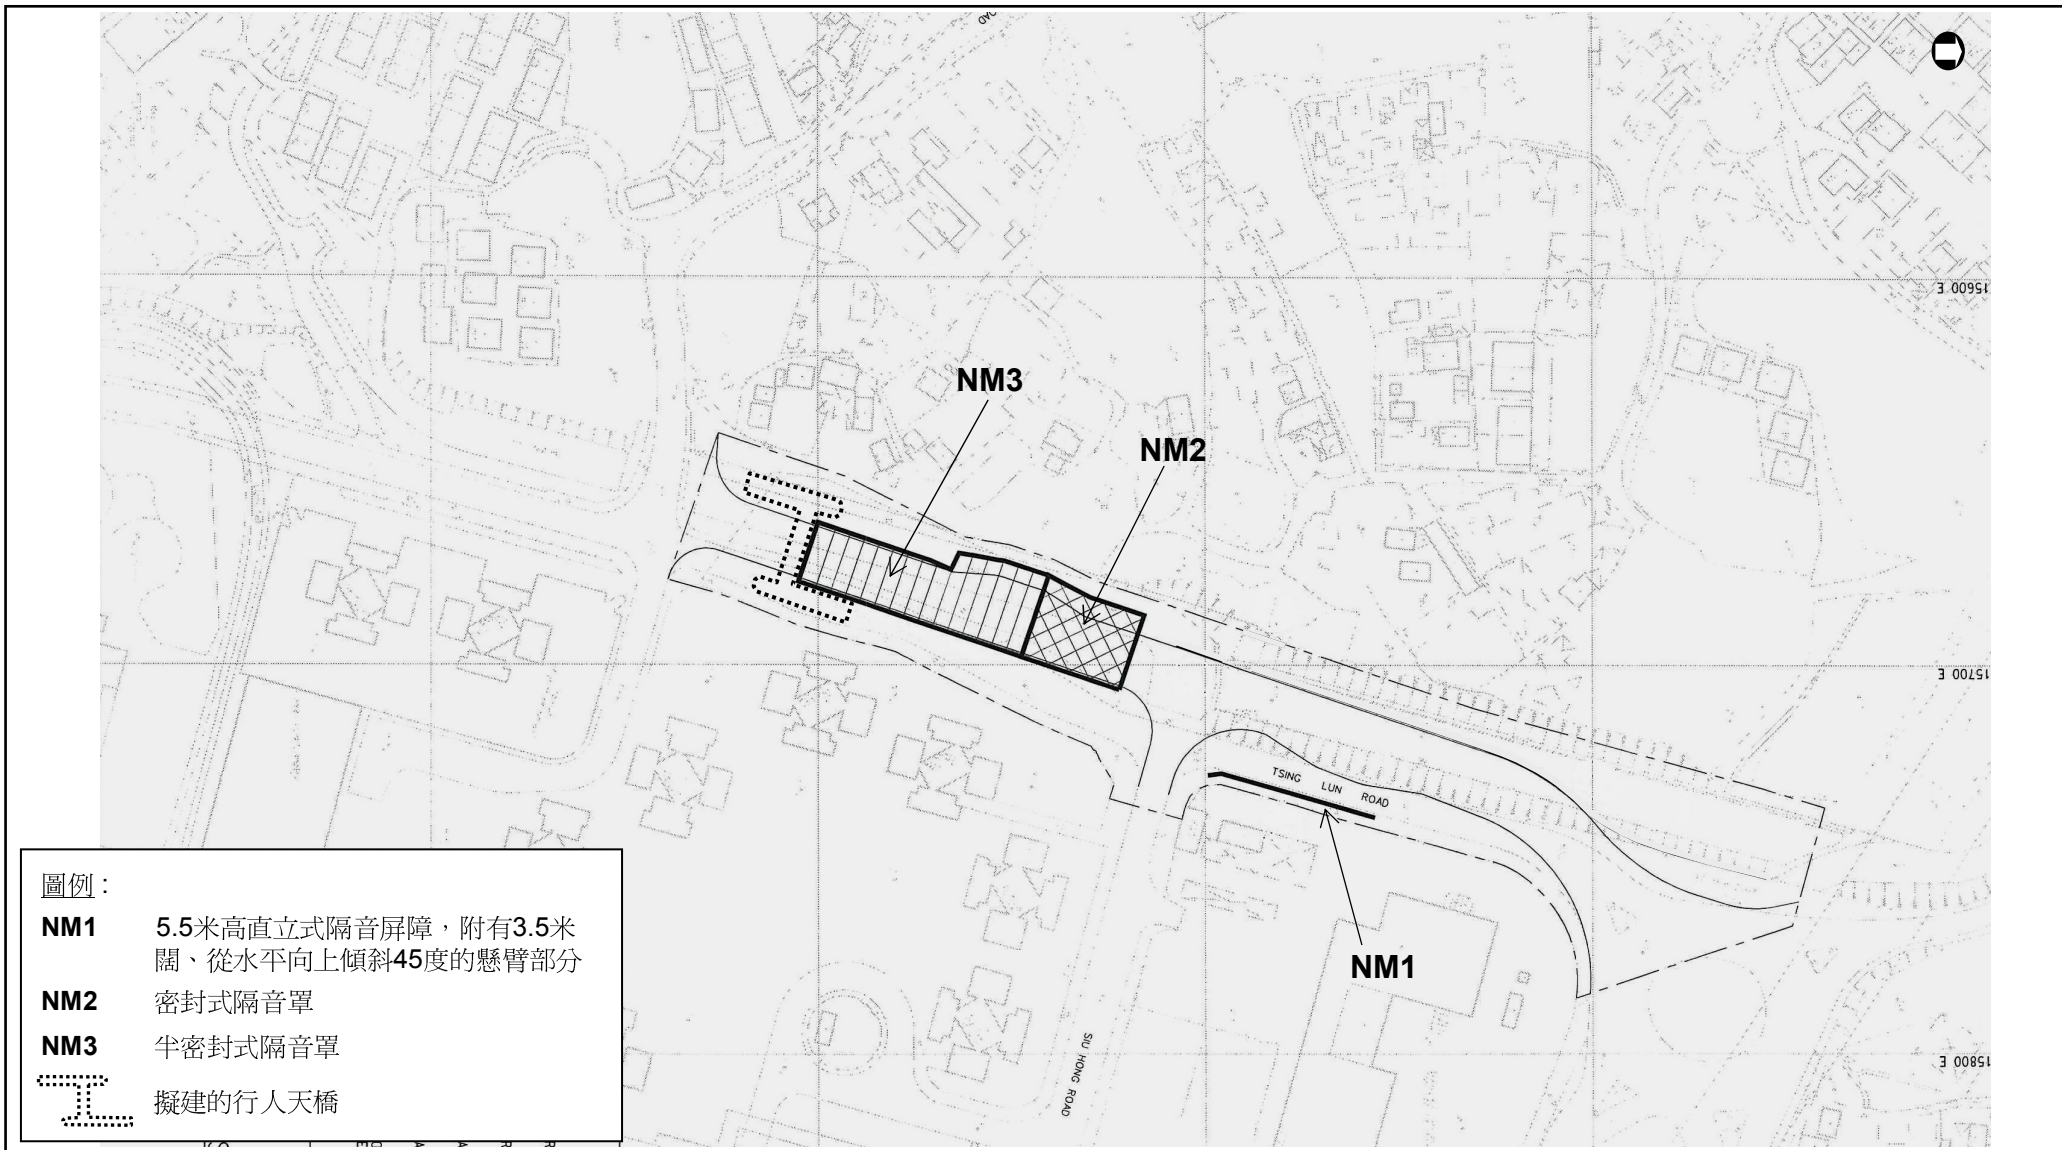 ROAD
15600 E
NM3
NM2
15700 E
TSING LUN ROAD
NM1
15800 E
SIU HONG ROAD
圖例：
NM1 5.5米高直立式隔音屏障，附有3.5米
闊、從水平向上傾斜45度的懸臂部分
NM2 密封式隔音罩
NM3 半密封式隔音罩
擬建的行人天橋